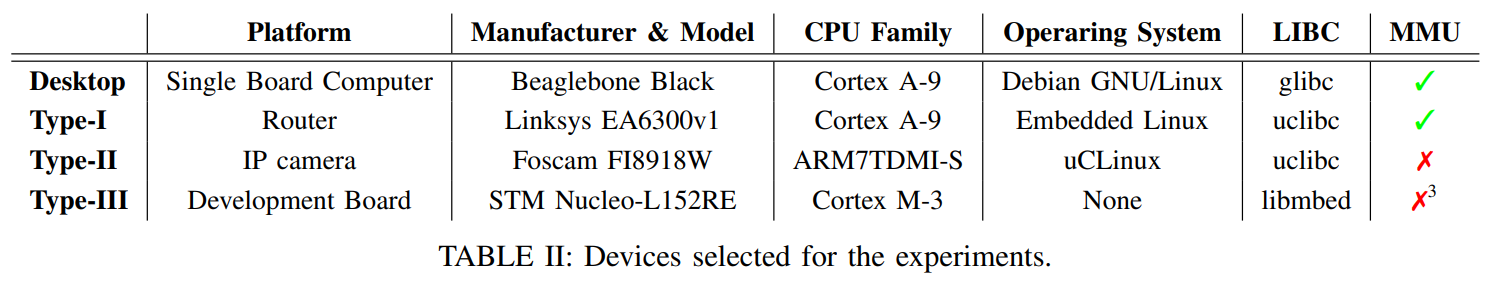 Platform Manufacturer & Model CPU Family Operaring System LIBC MMU
Desktop Single Board Computer Beaglebone Black Cortex A-9 Debian GNU/Linux glibc ✓
Type-I Router Linksys EA6300v1 Cortex A-9 Embedded Linux uclibc ✓
Type-II IP camera Foscam FI8918W ARM7TDMI-S uCLinux uclibc ✗
Type-III Development Board STM Nucleo-L152RE Cortex M-3 None libmbed ✗3
TABLE II: Devices selected for the experiments.